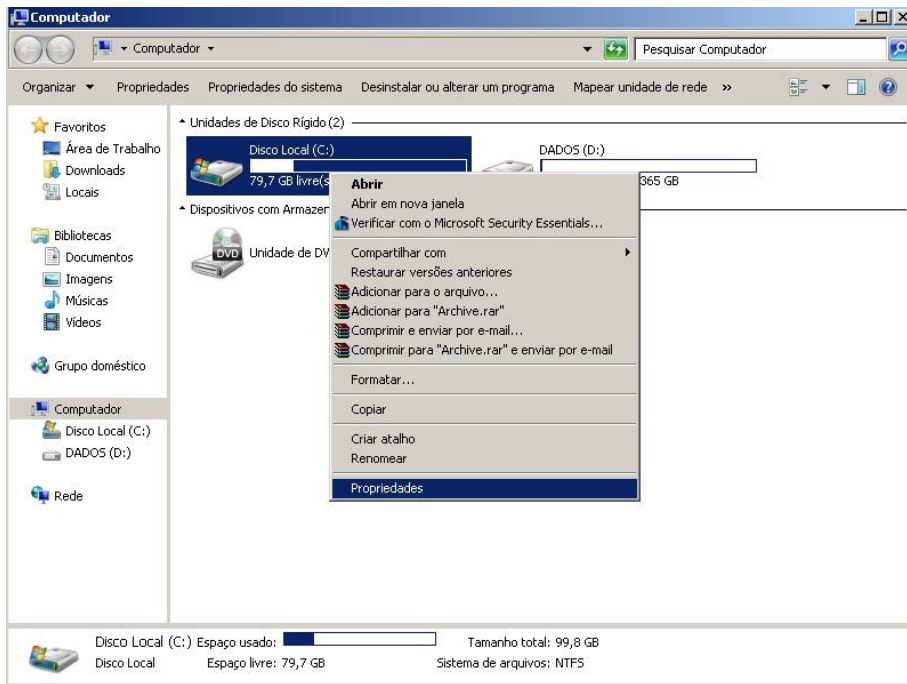 Computador
Computador
Pesquisar Computador
Organizar Propriedades Propriedades do sistema Desinstalar ou alterar um programa Mapear unidade de rede »
Favoritos
Área de Trabalho
Downloads
Locais
Bibliotecas
Documentos
Imagens
Músicas
Vídeos
Grupo doméstico
Computador
Disco Local (C:)
DADOS (D:)
Rede
Unidades de Disco Rígido (2)
Disco Local (C:)
79,7 GB livre(s
DADOS (D:)
365 GB
Dispositivos com Armazen
DVD
Unidade de DV
Abrir
Abrir em nova janela
Verificar com o Microsoft Security Essentials...
Compartilhar com
Restaurar versões anteriores
Adicionar para o arquivo...
Adicionar para "Archive.rar"
Comprimir e enviar por e-mail...
Comprimir para "Archive.rar" e enviar por e-mail
Formatar...
Copiar
Criar atalho
Renomear
Propriedades
Disco Local (C:) Espaço usado: Tamanho total: 99,8 GB
Disco Local Espaço livre: 79,7 GB Sistema de arquivos: NTFS